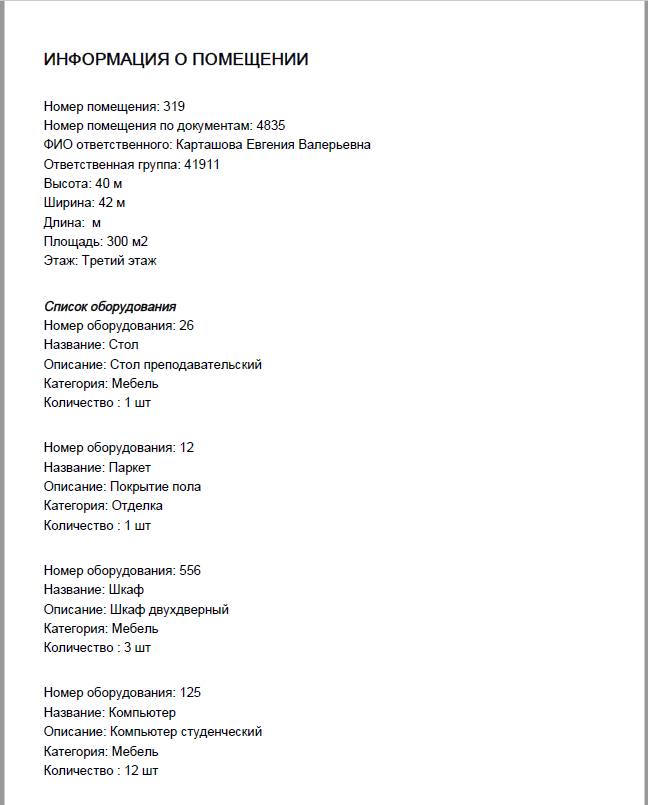 ИНФОРМАЦИЯ О ПОМЕЩЕНИИ
Номер помещения: 319
Номер помещения по документам: 4835
ФИО ответственного: Карташова Евгения Валерьевна
Ответственная группа: 41911
Высота: 40 м
Ширина: 42 м
Длина:  м
Площадь: 300 м2
Этаж: Третий этаж
Список оборудования
Номер оборудования: 26
Название: Стол
Описание: Стол преподавательский
Категория: Мебель
Количество : 1 шт
Номер оборудования: 12
Название: Паркет
Описание: Покрытие пола
Категория: Отделка
Количество : 1 шт
Номер оборудования: 556
Название: Шкаф
Описание: Шкаф двухдверный
Категория: Мебель
Количество : 3 шт
Номер оборудования: 125
Название: Компьютер
Описание: Компьютер студенческий
Категория: Мебель
Количество : 12 шт